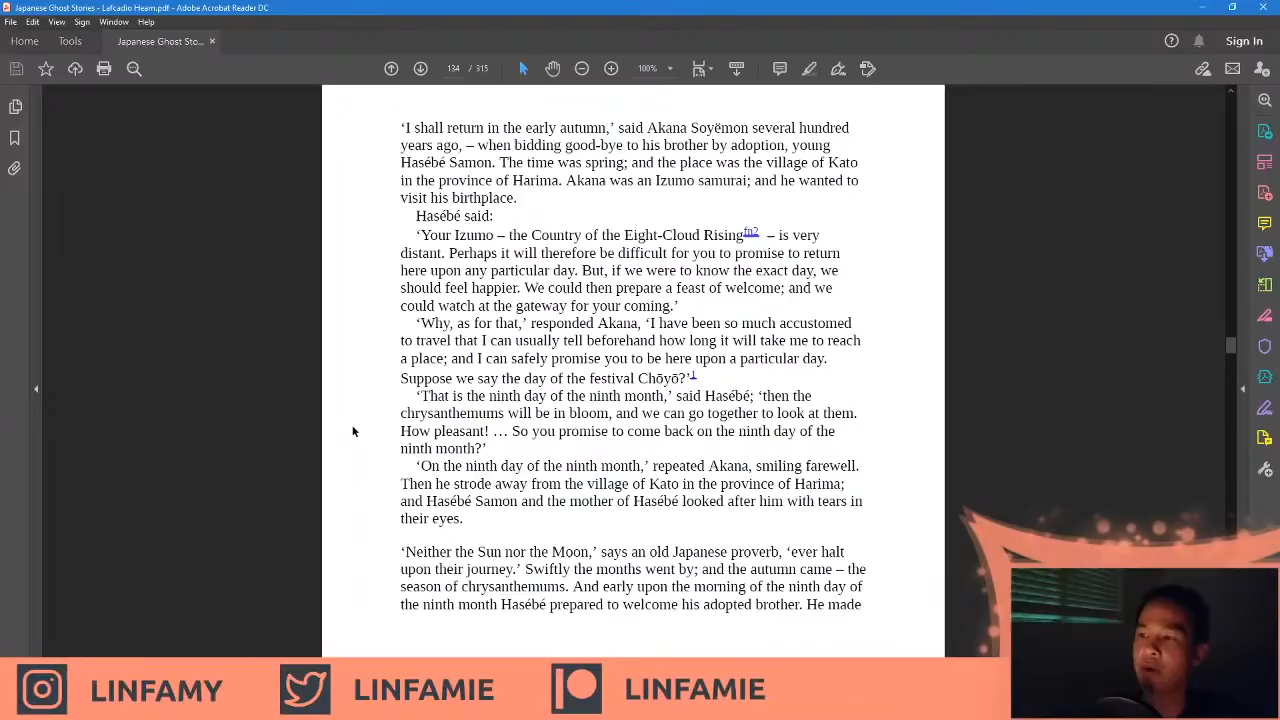 Japanese Ghost Stories - Lafcadio Hearn.pdf - Adobe Acrobat Reader DC
File Edit View Sign Window Help
Home Tools Japanese Ghost Sto... × Sign In
134 / 315 100%
‘I shall return in the early autumn,’ said Akana Soyëmon several hundred
years ago, – when bidding good-bye to his brother by adoption, young
Hasébé Samon. The time was spring; and the place was the village of Kato
in the province of Harima. Akana was an Izumo samurai; and he wanted to
visit his birthplace.
Hasébé said:
‘Your Izumo – the Country of the Eight-Cloud Rising fn2 – is very
distant. Perhaps it will therefore be difficult for you to promise to return
here upon any particular day. But, if we were to know the exact day, we
should feel happier. We could then prepare a feast of welcome; and we
could watch at the gateway for your coming.’
‘Why, as for that,’ responded Akana, ‘I have been so much accustomed
to travel that I can usually tell beforehand how long it will take me to reach
a place; and I can safely promise you to be here upon a particular day.
Suppose we say the day of the festival Chōyō?’1
‘That is the ninth day of the ninth month,’ said Hasébé; ‘then the
chrysanthemums will be in bloom, and we can go together to look at them.
How pleasant! … So you promise to come back on the ninth day of the
ninth month?’
‘On the ninth day of the ninth month,’ repeated Akana, smiling farewell.
Then he strode away from the village of Kato in the province of Harima;
and Hasébé Samon and the mother of Hasébé looked after him with tears in
their eyes.
‘Neither the Sun nor the Moon,’ says an old Japanese proverb, ‘ever halt
upon their journey.’ Swiftly the months went by; and the autumn came – the
season of chrysanthemums. And early upon the morning of the ninth day of
the ninth month Hasébé prepared to welcome his adopted brother. He made
LINFAMY LINFAMIE LINFAMIE